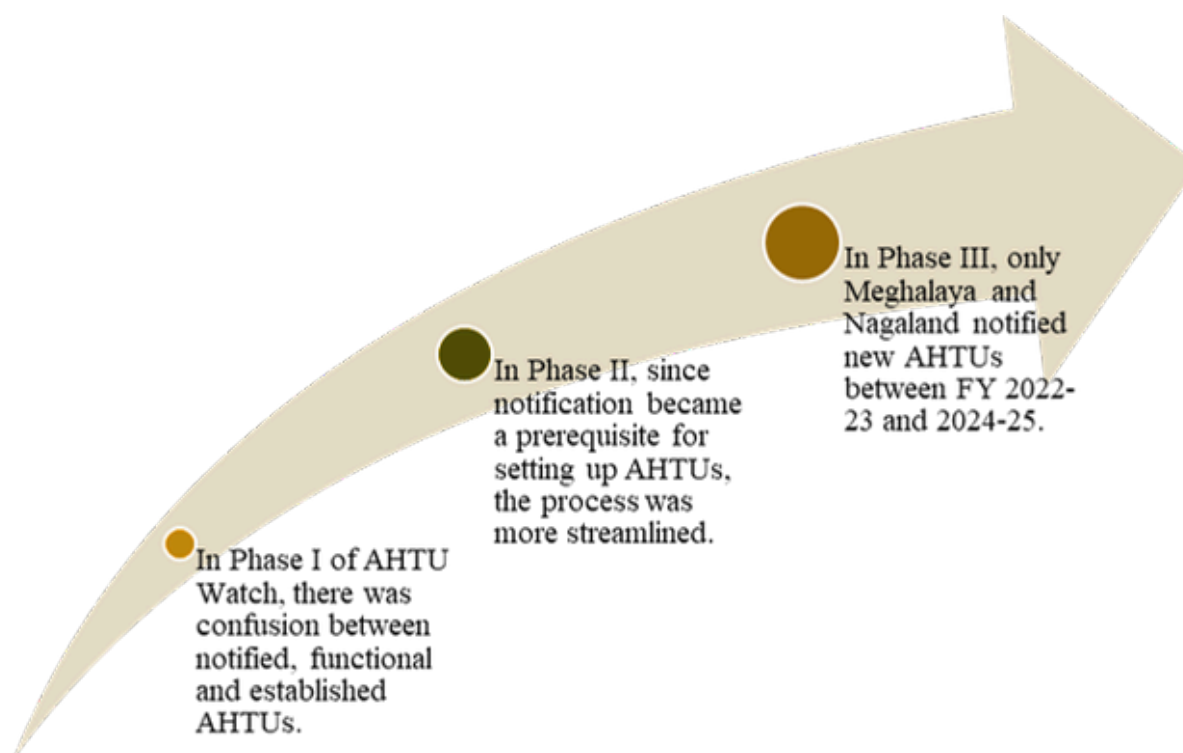 In Phase I of AHTU
Watch, there was
confusion between
notified, functional
and established
AHTUs.
In Phase II, since
notification became
a prerequisite for
setting up AHTUs,
the process was
more streamlined.
In Phase III, only
Meghalaya and
Nagaland notified
new AHTUs
between FY 2022-
23 and 2024-25.